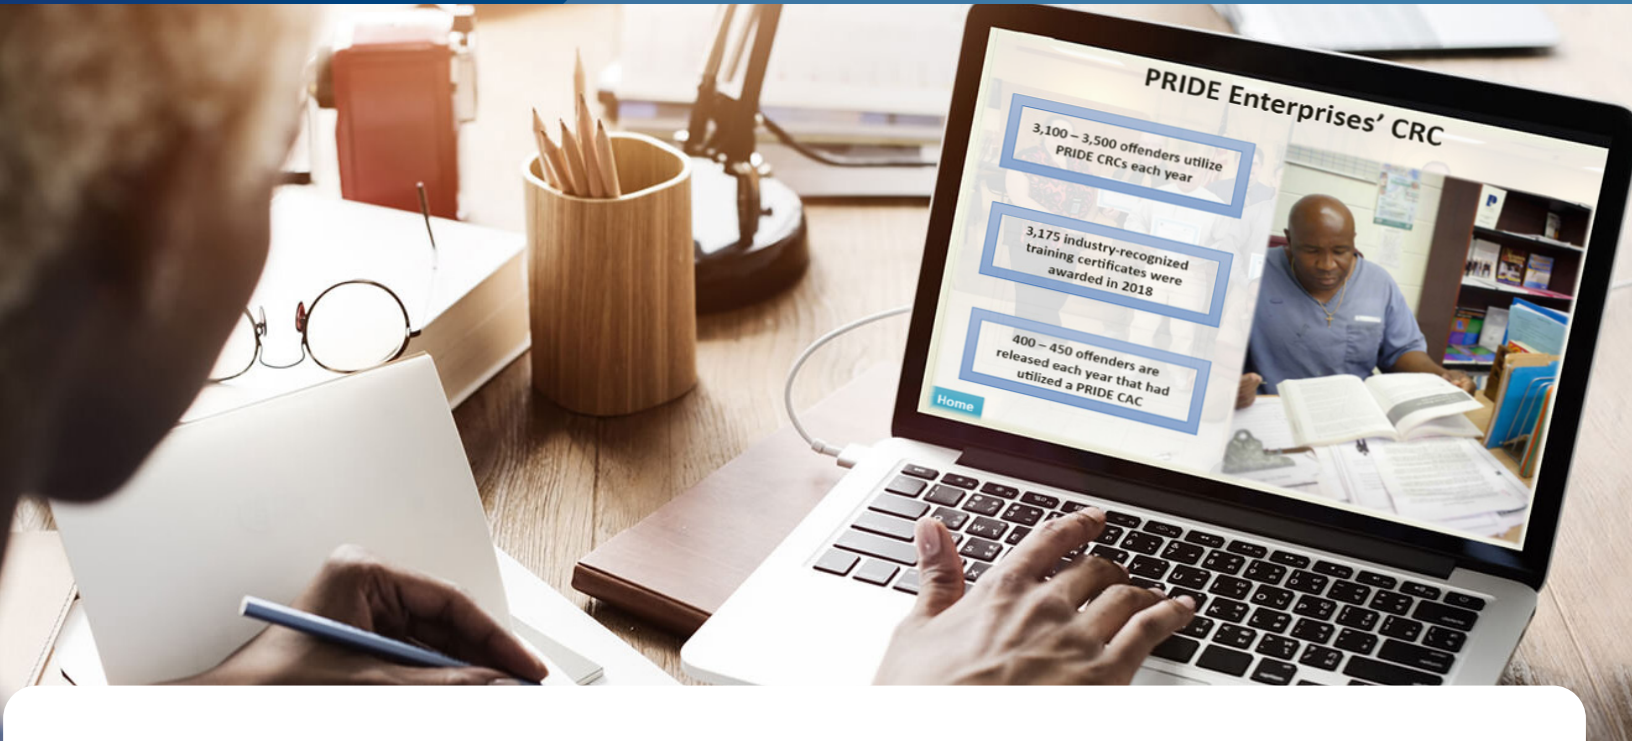 PRIDE Enterprises' CRC
3,100 – 3,500 offenders utilize
PRIDE CRCs each year
3,175 industry-recognized
training certificates were
awarded in 2018
400 – 450 offenders are
released each year that had
utilized a PRIDE CAC
Home